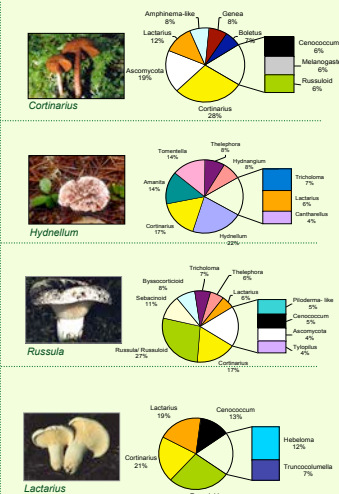 Amphinema-like
8%
Genea
8%
Boletus
7%
Lactarius
12%
Ascomycota
19%
Cortinarius
28%
Cenococcum
6%
Melanogaste
6%
Russuloid
6%
Cortinarius
Thelephora
8%
Hydnangium
8%
Tomentella
14%
Amanita
14%
Cortinarius
17%
Hydnellum
22%
Tricholoma
7%
Lactarius
6%
Cantharellus
4%
Hydnellum
Tricholoma
7%
Thelephora
6%
Byssocorticioid
8%
Lactarius
6%
Sebacinoid
11%
Russula/ Russuloid
27%
Cortinarius
17%
Piloderma- like
5%
Cenococcum
5%
Ascomycota
4%
Tylopilus
4%
Russula
Lactarius
19%
Cenococcum
13%
Cortinarius
21%
Hebeloma
12%
Truncocolumella
7%
Lactarius